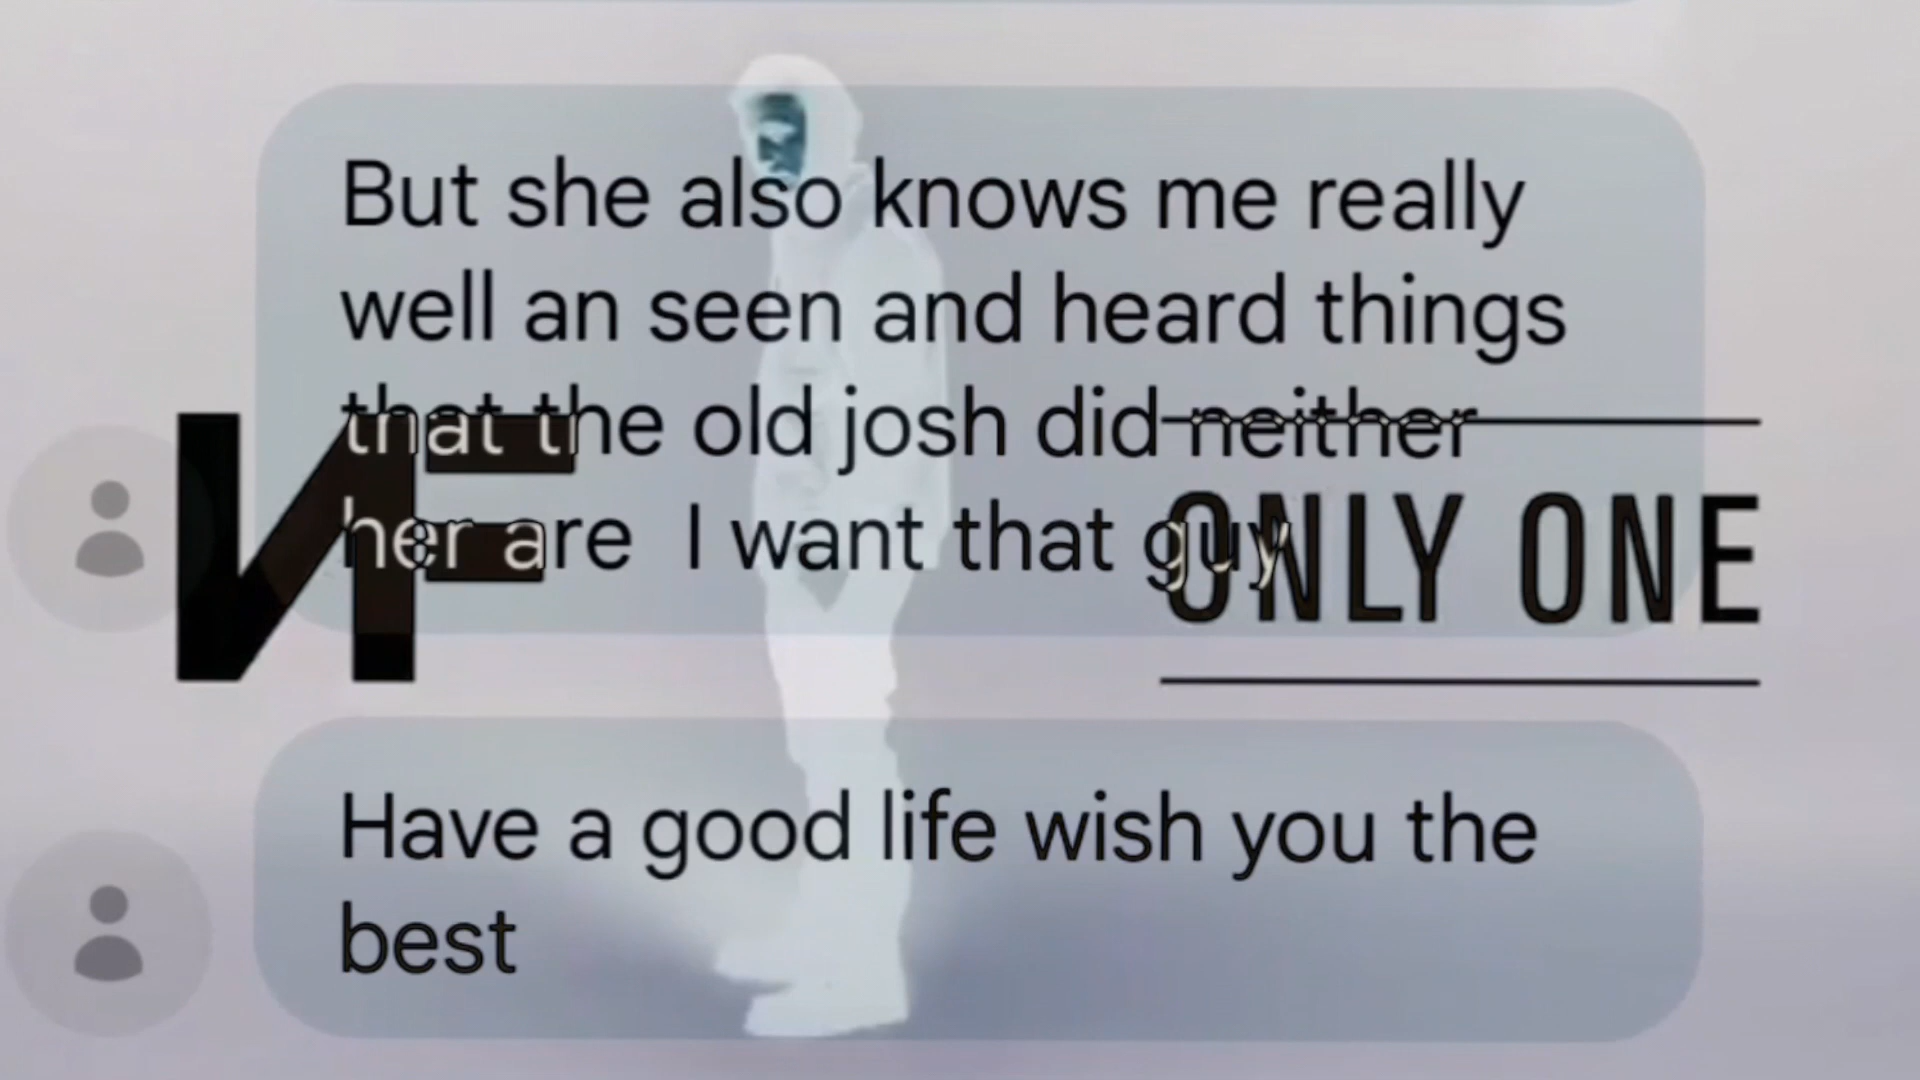 But she also knows me really
well an seen and heard things
that the old josh did neither
her are  I want that guy
NF
ONLY ONE
Have a good life wish you the
best